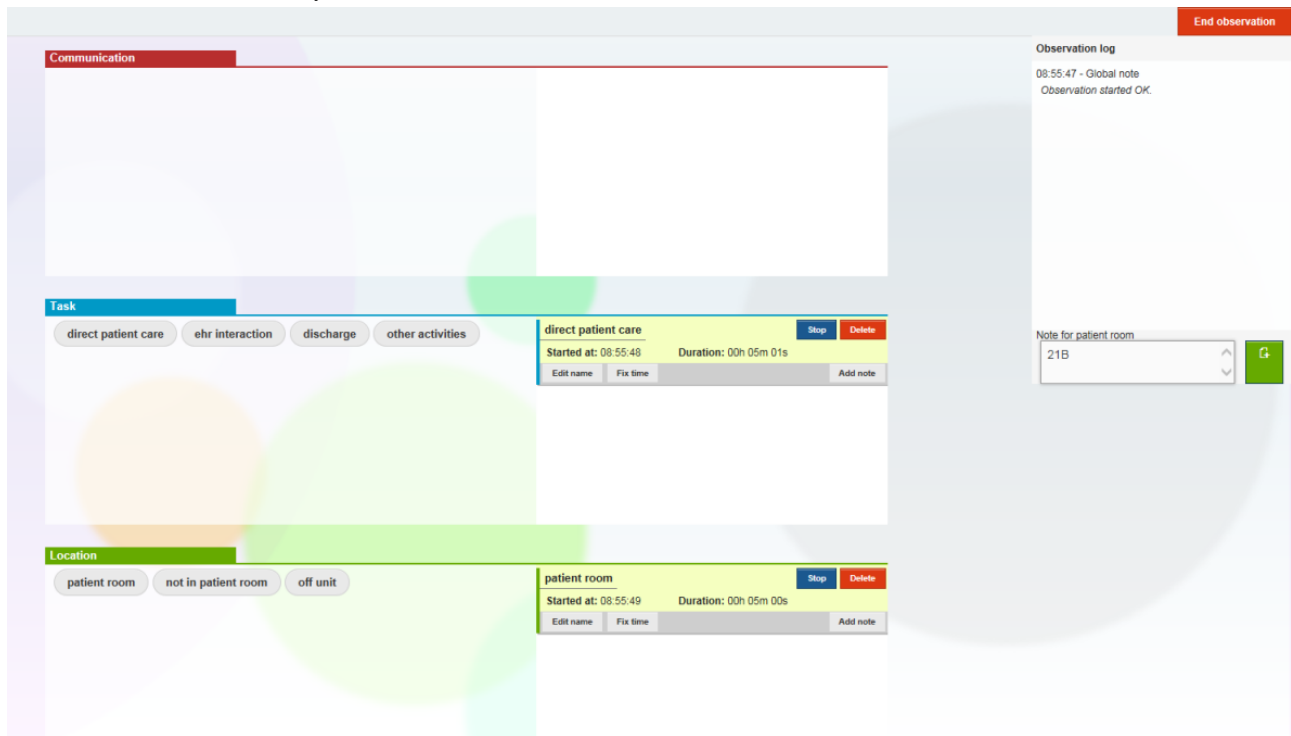 End observation
Communication
Observation log
08:55:47 - Global note
Observation started OK.
Task
direct patient care ehr interaction discharge other activities
direct patient care Stop Delete
Started at: 08:55:48 Duration: 00h 05m 01s
Edit name Fix time Add note
Note for patient room
21B
Location
patient room not in patient room off unit
patient room Stop Delete
Started at: 08:55:49 Duration: 00h 05m 00s
Edit name Fix time Add note